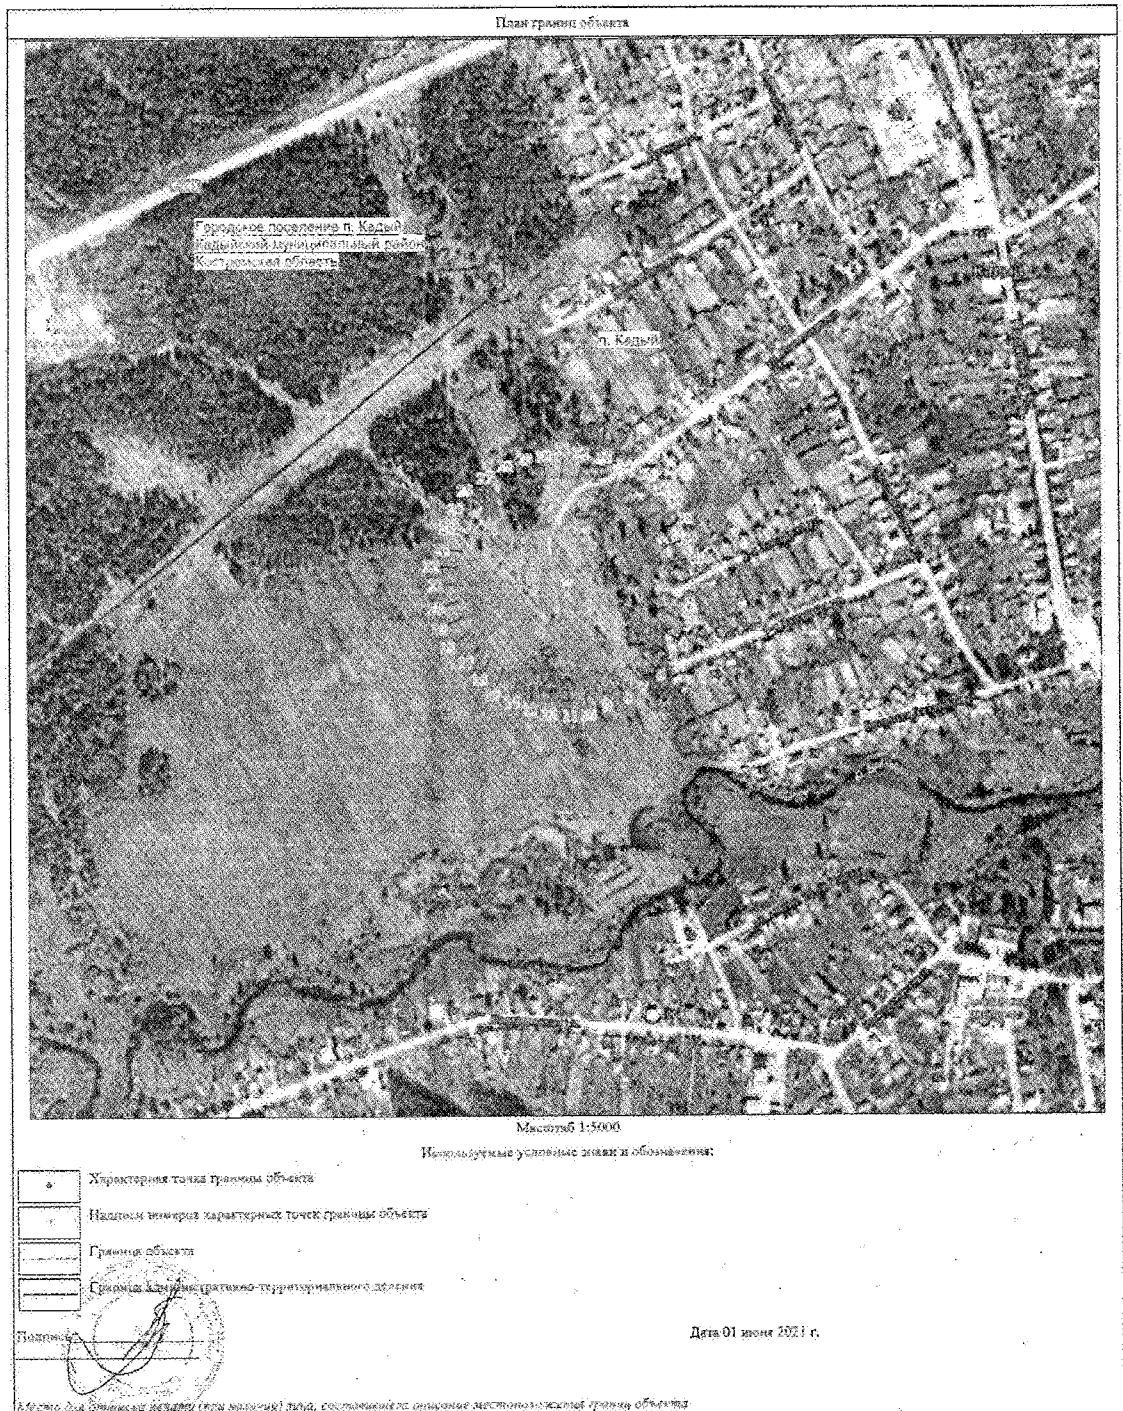 План границ объекта
Городское поселение п. Кадый
Кадыйский муниципальный район
Костромская область
п. Кадый
Масштаб 1:5000
Используемые условные знаки и обозначения:
Характерная точка границы объекта
Надписи номеров характерных точек границы объекта
Граница объекта
Граница административно-территориального деления
Подпись
Дата 01 июня 2021 г.
Место для оттиска печати (при наличии) лица, составившего описание местоположения границ объекта